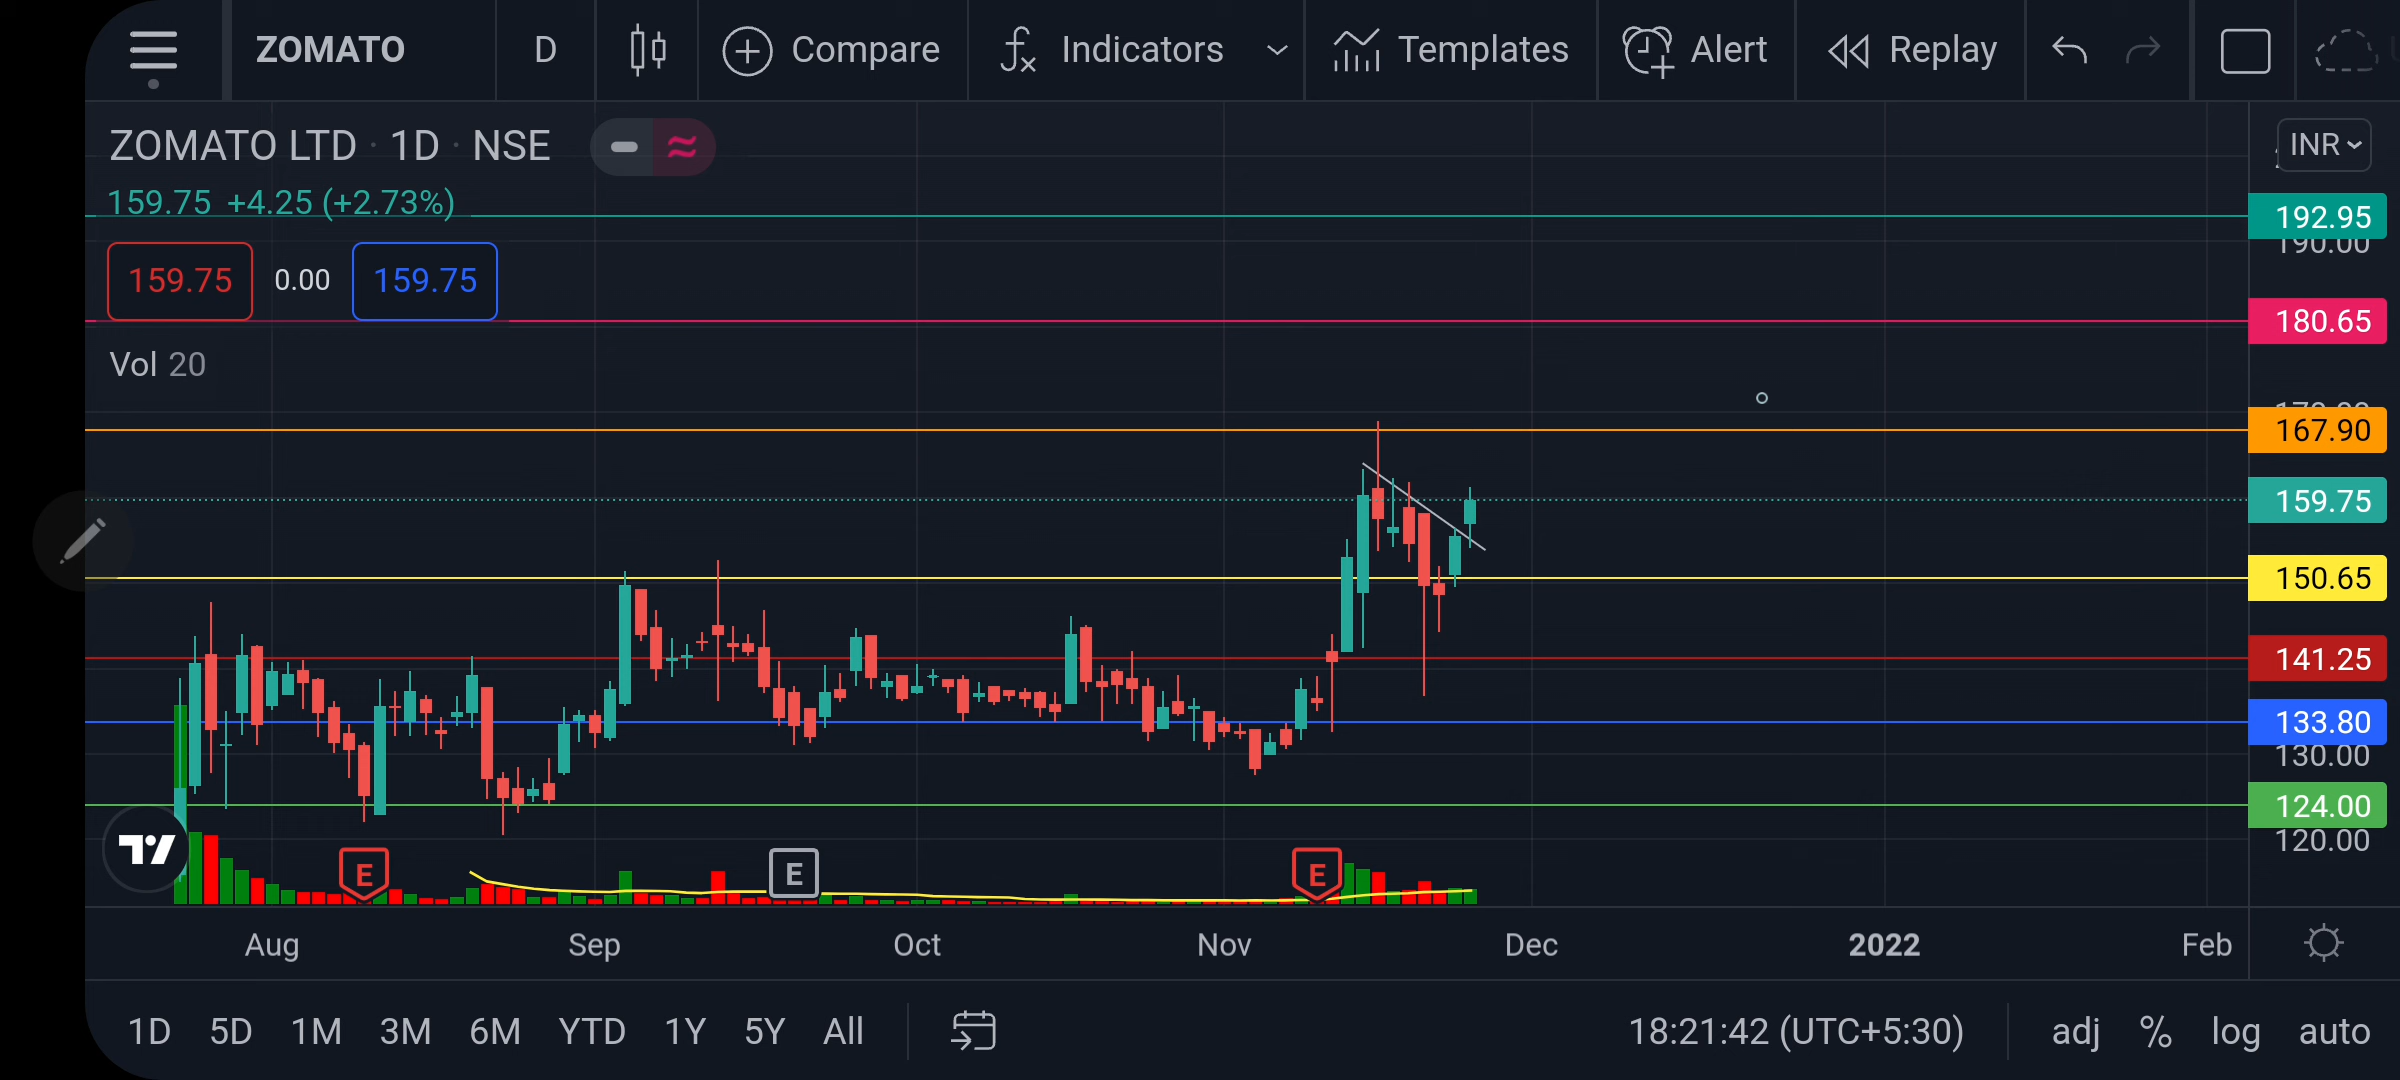 ZOMATO D Compare Indicators Templates Alert Replay
ZOMATO LTD · 1D · NSE
INR
159.75 +4.25 (+2.73%)
192.95
190.00
159.75 0.00 159.75
180.65
Vol 20
167.90
159.75
150.65
141.25
133.80
130.00
124.00
120.00
E E E
Aug Sep Oct Nov Dec 2022 Feb
1D 5D 1M 3M 6M YTD 1Y 5Y All 18:21:42 (UTC+5:30) adj % log auto